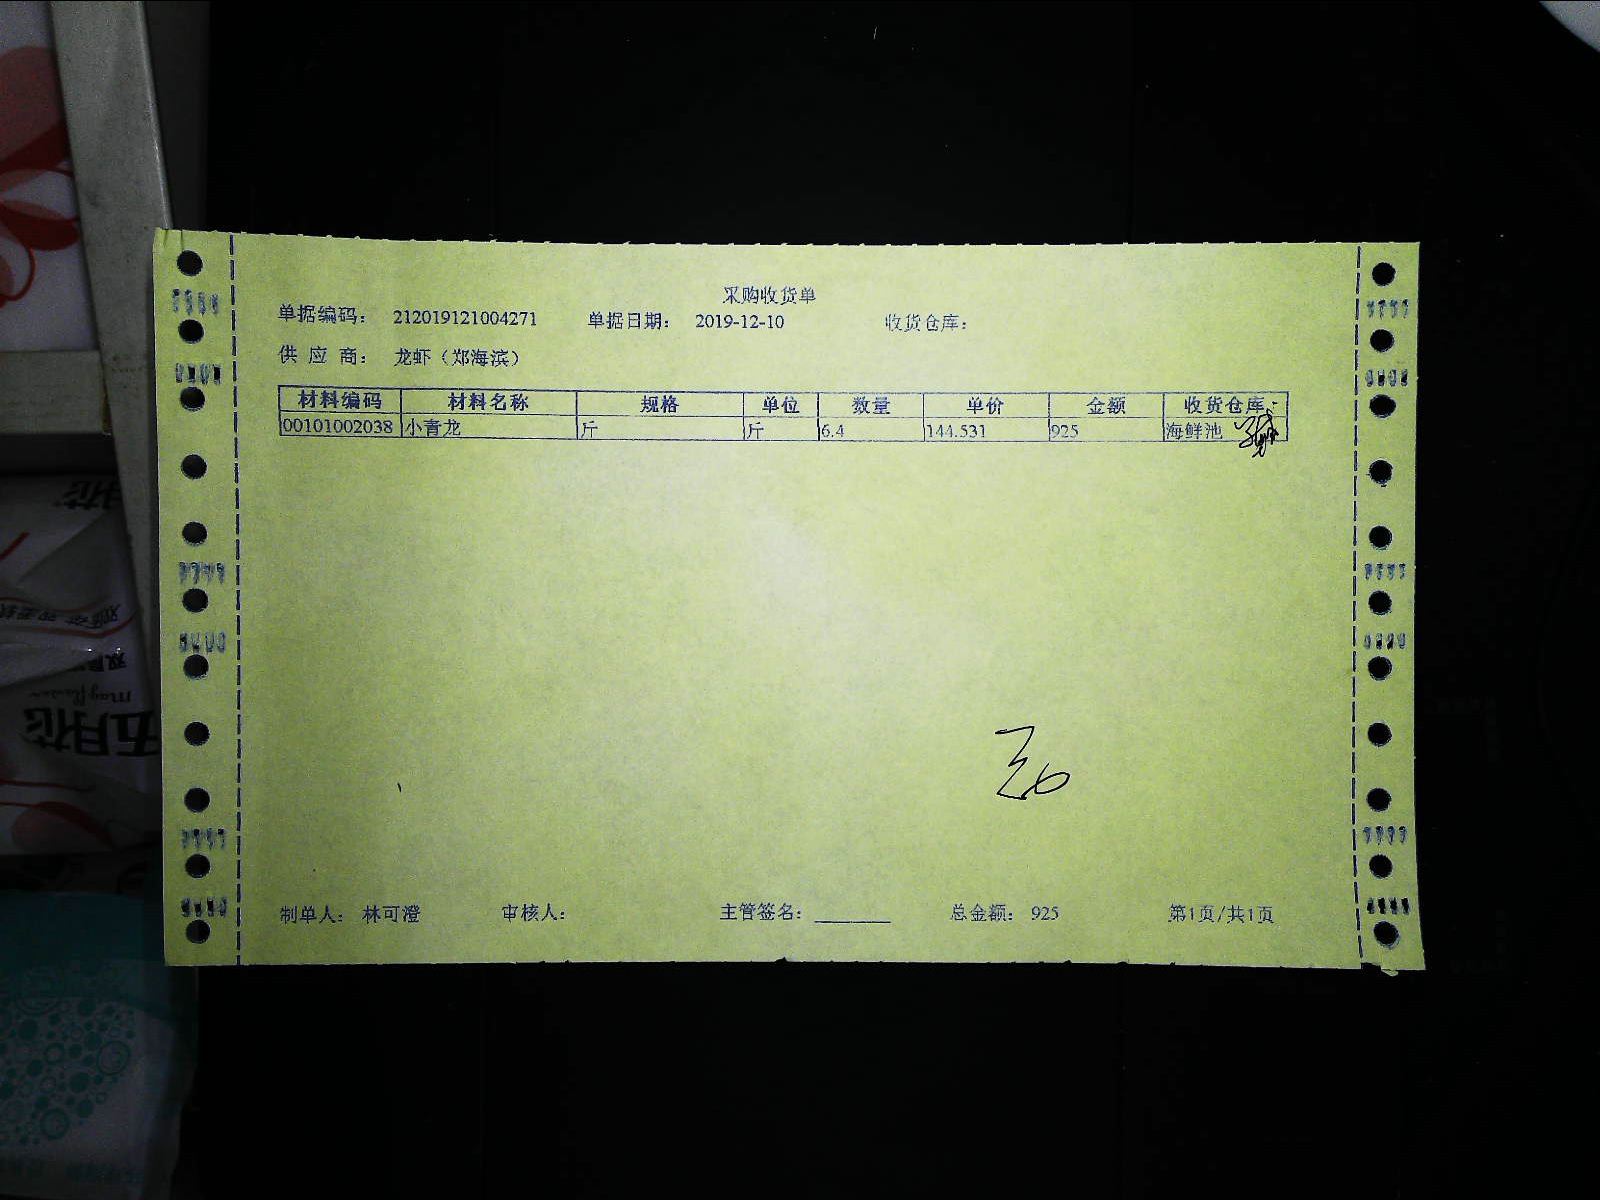 采购收货单
单据编码： 212019121004271 单据日期： 2019-12-10 收货仓库：
供 应 商： 龙虾（郑海滨）
材料编码 材料名称 规格 单位 数量 单价 金额 收货仓库
00101002038 小青龙 斤 斤 6.4 144.531 925 海鲜池
制单人： 林可澄 审核人： 主管签名： 总金额： 925 第1页/共1页
五月花
mayflower